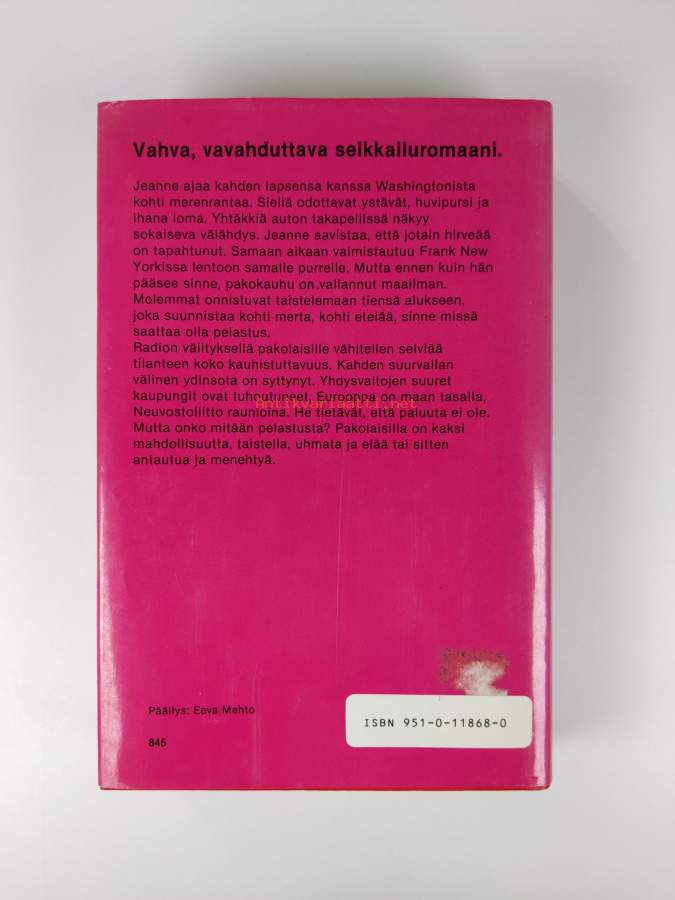 Vahva, vavahduttava seikkailuromaani.
Jeanne ajaa kahden lapsensa kanssa Washingtonista
kohti merenrantaa. Siellä odottavat ystävät, huvipursi ja
ihana loma. Yhtäkkiä auton takapeilissä näkyy
sokaiseva välähdys. Jeanne aavistaa, että jotain hirveää
on tapahtunut. Samaan aikaan valmistautuu Frank New
Yorkissa lentoon samalle purrelle. Mutta ennen kuin hän
pääsee sinne, pakokauhu on vallannut maailman.
Molemmat onnistuvat taistelemaan tiensä alukseen,
joka suunnistaa kohti merta, kohti etelää, sinne missä
saattaa olla pelastus.
Radion välityksellä pakolaisille vähitellen selviää
tilanteen koko kauhistuttavuus. Kahden suurvallan
välinen ydinsota on syttynyt. Yhdysvaltojen suuret
kaupungit ovat tuhoutuneet, Eurooppa on maan tasalla,
Antikvariaatti.net
Neuvostoliitto raunioina. He tietävät, että paluuta ei ole.
Mutta onko mitään pelastusta? Pakolaisilla on kaksi
mahdollisuutta, taistella, uhmata ja elää tai sitten
antautua ja menehtyä.
Päällys: Eeva Mehto
845
ISBN 951-0-11868-0